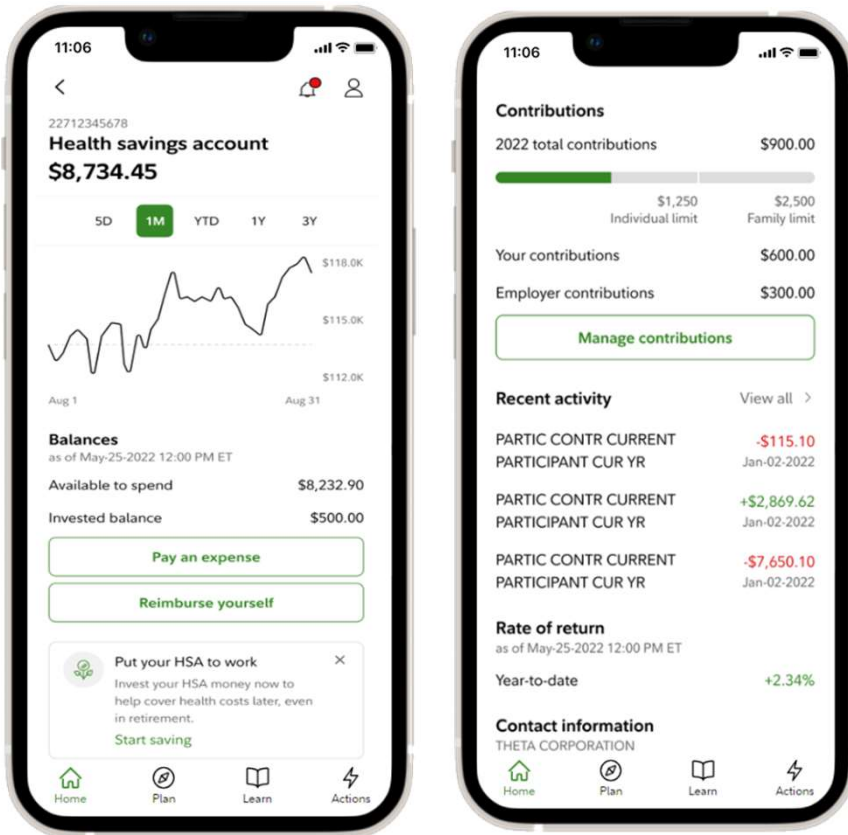 11:06
22712345678
Health savings account
$8,734.45
5D 1M YTD 1Y 3Y
$118.0K
$115.0K
$112.0K
Aug 1 Aug 31
Balances
as of May-25-2022 12:00 PM ET
Available to spend $8,232.90
Invested balance $500.00
Pay an expense
Reimburse yourself
Put your HSA to work
Invest your HSA money now to
help cover health costs later, even
in retirement.
Start saving
Home Plan Learn Actions
11:06
Contributions
2022 total contributions $900.00
$1,250 $2,500
Individual limit Family limit
Your contributions $600.00
Employer contributions $300.00
Manage contributions
Recent activity View all
PARTIC CONTR CURRENT -$115.10
PARTICIPANT CUR YR Jan-02-2022
PARTIC CONTR CURRENT +$2,869.62
PARTICIPANT CUR YR Jan-02-2022
PARTIC CONTR CURRENT -$7,650.10
PARTICIPANT CUR YR Jan-02-2022
Rate of return
as of May-25-2022 12:00 PM ET
Year-to-date +2.34%
Contact information
THETA CORPORATION
Home Plan Learn Actions